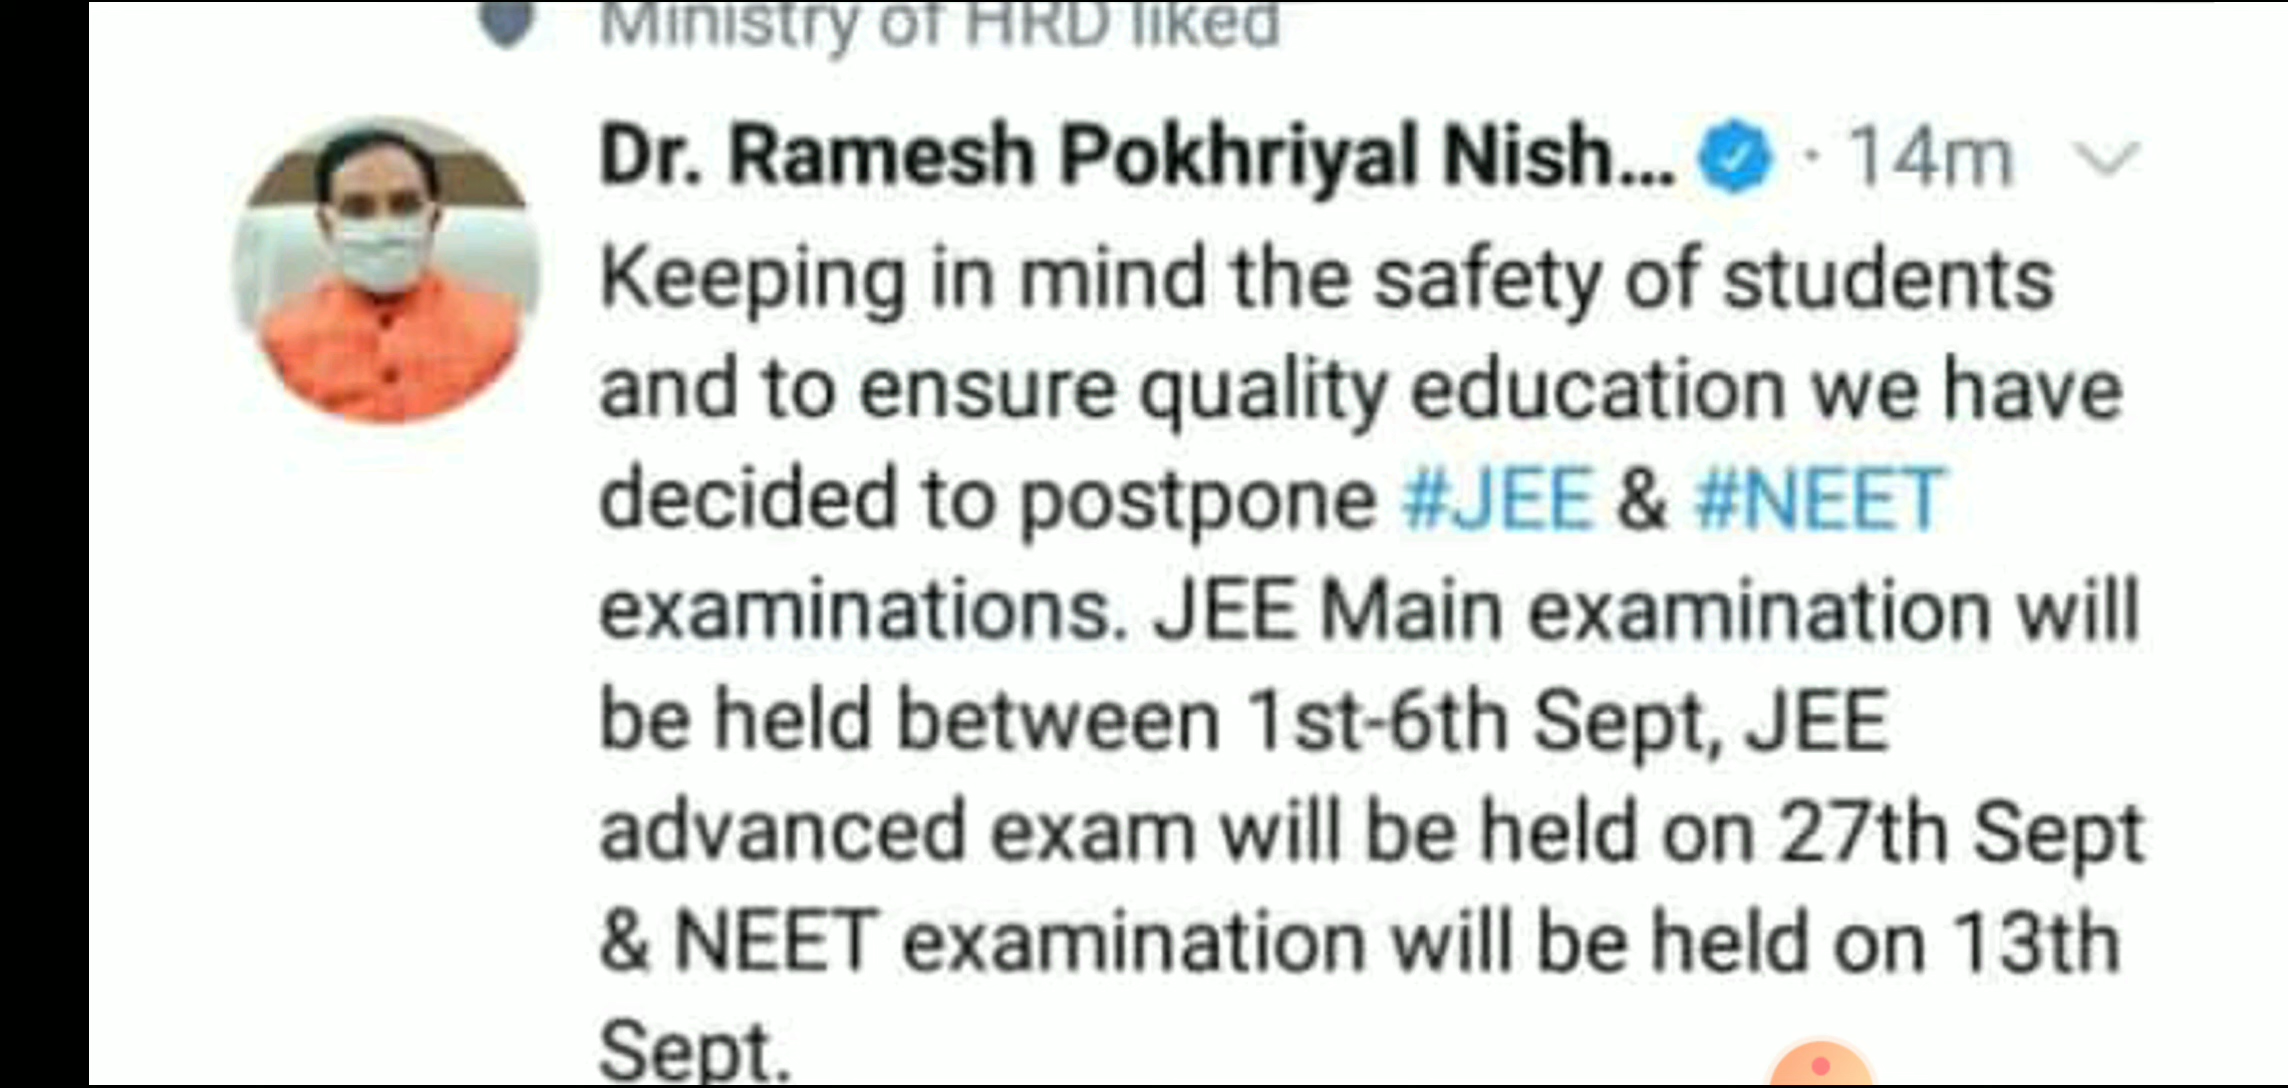 Ministry of HRD liked
Dr. Ramesh Pokhriyal Nish... · 14m
Keeping in mind the safety of students
and to ensure quality education we have
decided to postpone #JEE & #NEET
examinations. JEE Main examination will
be held between 1st-6th Sept, JEE
advanced exam will be held on 27th Sept
& NEET examination will be held on 13th
Sept.